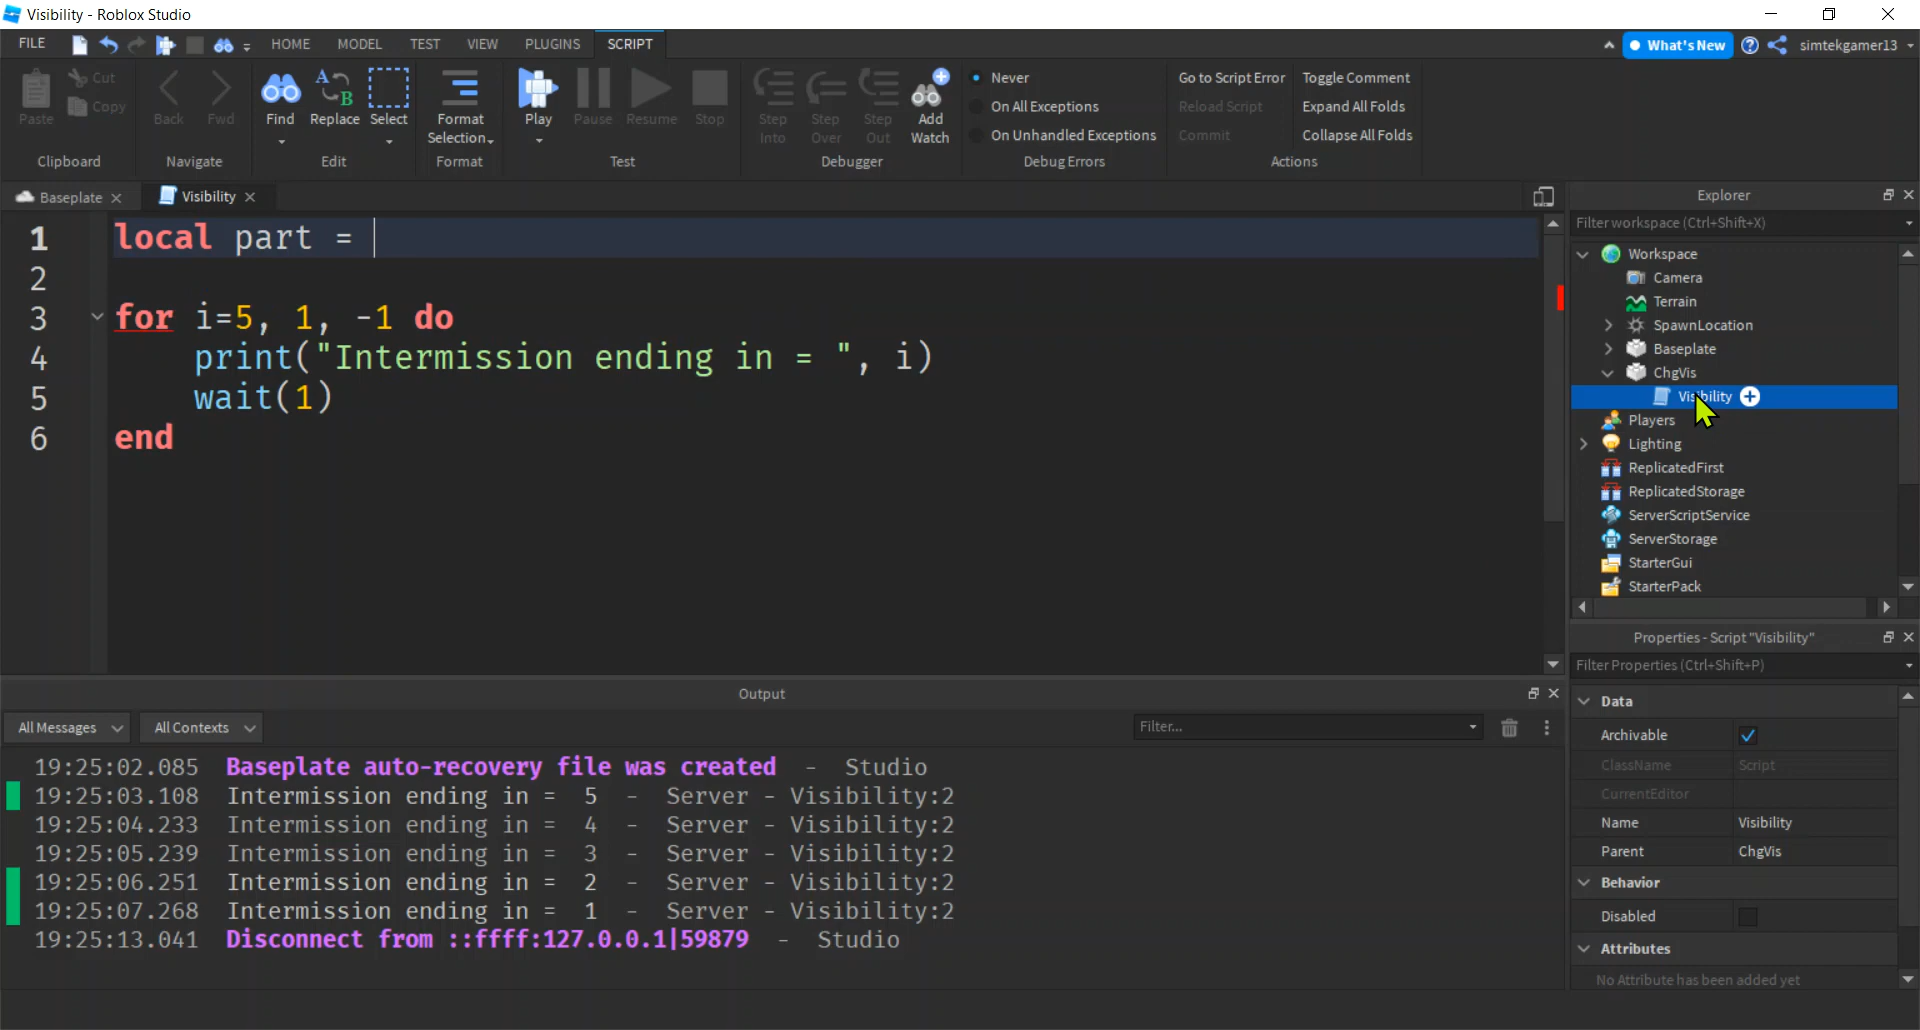 Visibility - Roblox Studio
FILE HOME MODEL TEST VIEW PLUGINS SCRIPT What's New simtekgamer13
Paste Cut Copy
Clipboard
Back Fwd
Navigate
Find Replace Select
Edit
Format Selection
Format
Play Pause Resume Stop
Test
Step Into Step Over Step Out Add Watch
Debugger
Never
On All Exceptions
On Unhandled Exceptions
Debug Errors
Go to Script Error Toggle Comment
Reload Script Expand All Folds
Commit Collapse All Folds
Actions
Baseplate Visibility
1 local part =
2
3 for i=5, 1, -1 do
4 print("Intermission ending in = ", i)
5 wait(1)
6 end
Explorer
Filter workspace (Ctrl+Shift+X)
Workspace
Camera
Terrain
SpawnLocation
Baseplate
ChgVis
Visibility
Players
Lighting
ReplicatedFirst
ReplicatedStorage
ServerScriptService
ServerStorage
StarterGui
StarterPack
Properties - Script "Visibility"
Filter Properties (Ctrl+Shift+P)
Data
Archivable
ClassName Script
CurrentEditor
Name Visibility
Parent ChgVis
Behavior
Disabled
Attributes
No Attribute has been added yet
Output
All Messages All Contexts Filter...
19:25:02.085 Baseplate auto-recovery file was created - Studio
19:25:03.108 Intermission ending in = 5 - Server - Visibility:2
19:25:04.233 Intermission ending in = 4 - Server - Visibility:2
19:25:05.239 Intermission ending in = 3 - Server - Visibility:2
19:25:06.251 Intermission ending in = 2 - Server - Visibility:2
19:25:07.268 Intermission ending in = 1 - Server - Visibility:2
19:25:13.041 Disconnect from ::ffff:127.0.0.1|59879 - Studio